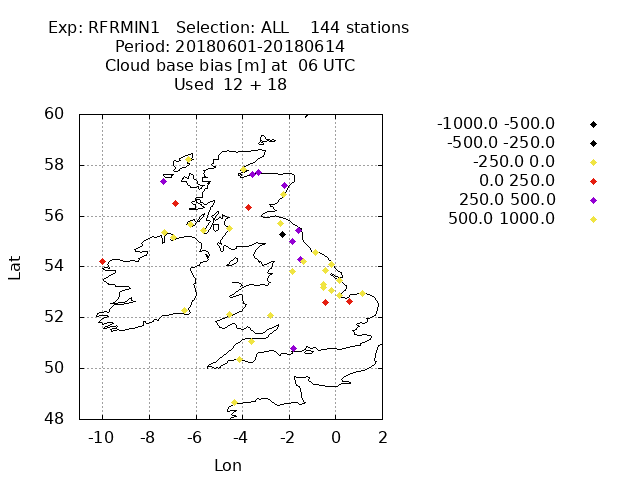 Exp: RFRMIN1 Selection: ALL 144 stations
Period: 20180601-20180614
Cloud base bias [m] at 06 UTC
Used 12 + 18
60
58
56
54
52
50
48
Lat
-10 -8 -6 -4 -2 0 2
Lon
-1000.0 -500.0
-500.0 -250.0
-250.0 0.0
0.0 250.0
250.0 500.0
500.0 1000.0